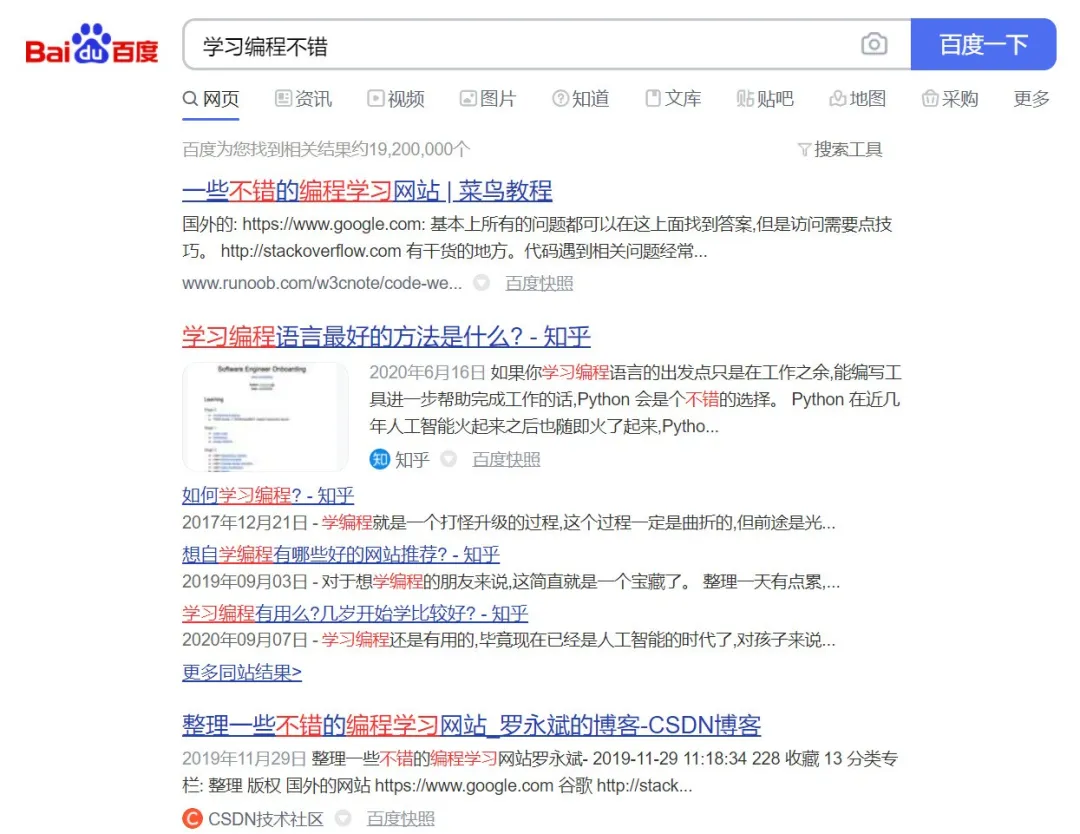 Bai du 百度
学习编程不错
百度一下
网页 资讯 视频 图片 知道 文库 贴吧 地图 采购 更多
百度为您找到相关结果约19,200,000个 搜索工具
一些不错的编程学习网站 | 菜鸟教程
国外的: https://www.google.com: 基本上所有的问题都可以在这上面找到答案,但是访问需要点技
巧。 http://stackoverflow.com 有干货的地方。代码遇到相关问题经常...
www.runoob.com/w3cnote/code-we... 百度快照
学习编程语言最好的方法是什么? - 知乎
Software Engineer Onboarding
Learning
2020年6月16日 如果你学习编程语言的出发点只是在工作之余,能编写工
具进一步帮助完成工作的话,Python 会是个不错的选择。 Python 在近几
年人工智能火起来之后也随即火了起来,Pytho...
知 知乎 百度快照
如何学习编程? - 知乎
2017年12月21日 - 学编程就是一个打怪升级的过程,这个过程一定是曲折的,但前途是光...
想自学编程有哪些好的网站推荐? - 知乎
2019年09月03日 - 对于想学编程的朋友来说,这简直就是一个宝藏了。 整理一天有点累,...
学习编程有用么?几岁开始学比较好? - 知乎
2020年09月07日 - 学习编程还是有用的,毕竟现在已经是人工智能的时代了,对孩子来说...
更多同站结果>
整理一些不错的编程学习网站_罗永斌的博客-CSDN博客
2019年11月29日 整理一些不错的编程学习网站罗永斌- 2019-11-29 11:18:34 228 收藏 13 分类专
栏: 整理 版权 国外的网站 https://www.google.com 谷歌 http://stack...
C CSDN技术社区 百度快照